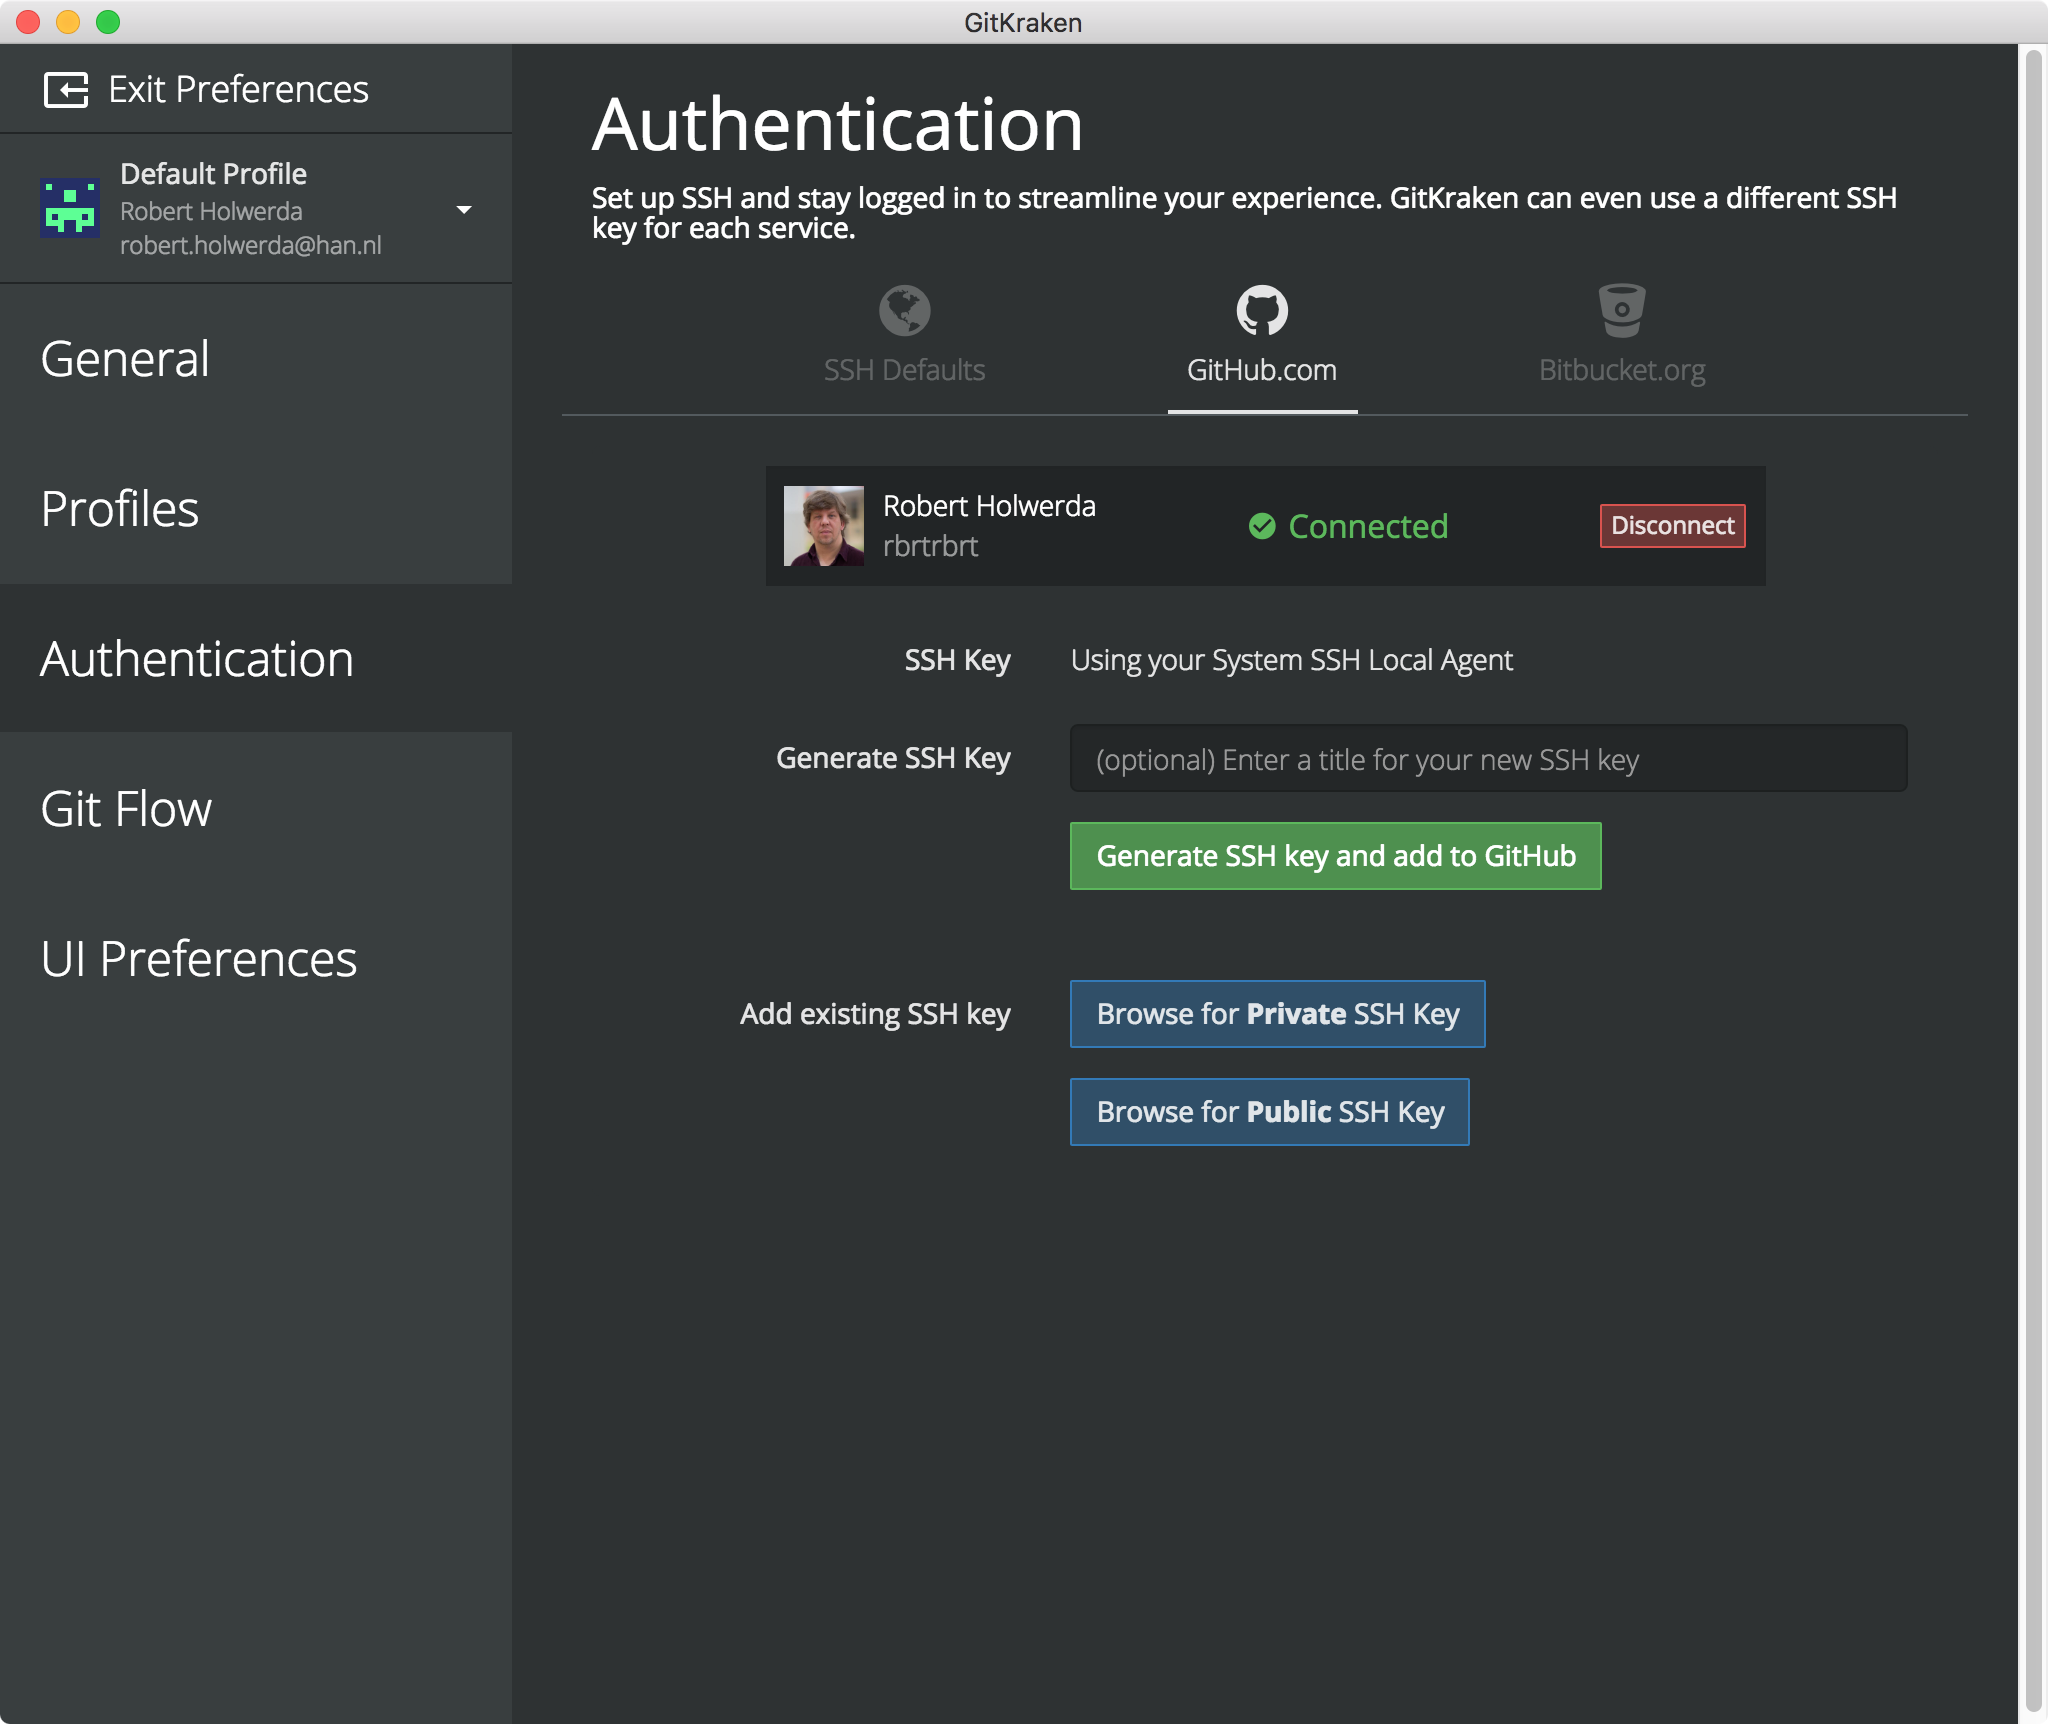 GitKraken
Exit Preferences
Default Profile
Robert Holwerda
robert.holwerda@han.nl
General
Profiles
Authentication
Git Flow
UI Preferences
Authentication
Set up SSH and stay logged in to streamline your experience. GitKraken can even use a different SSH
key for each service.
SSH Defaults
GitHub.com
Bitbucket.org
Robert Holwerda
rbrtrbrt
Connected
Disconnect
SSH Key
Using your System SSH Local Agent
Generate SSH Key
(optional) Enter a title for your new SSH key
Generate SSH key and add to GitHub
Add existing SSH key
Browse for Private SSH Key
Browse for Public SSH Key